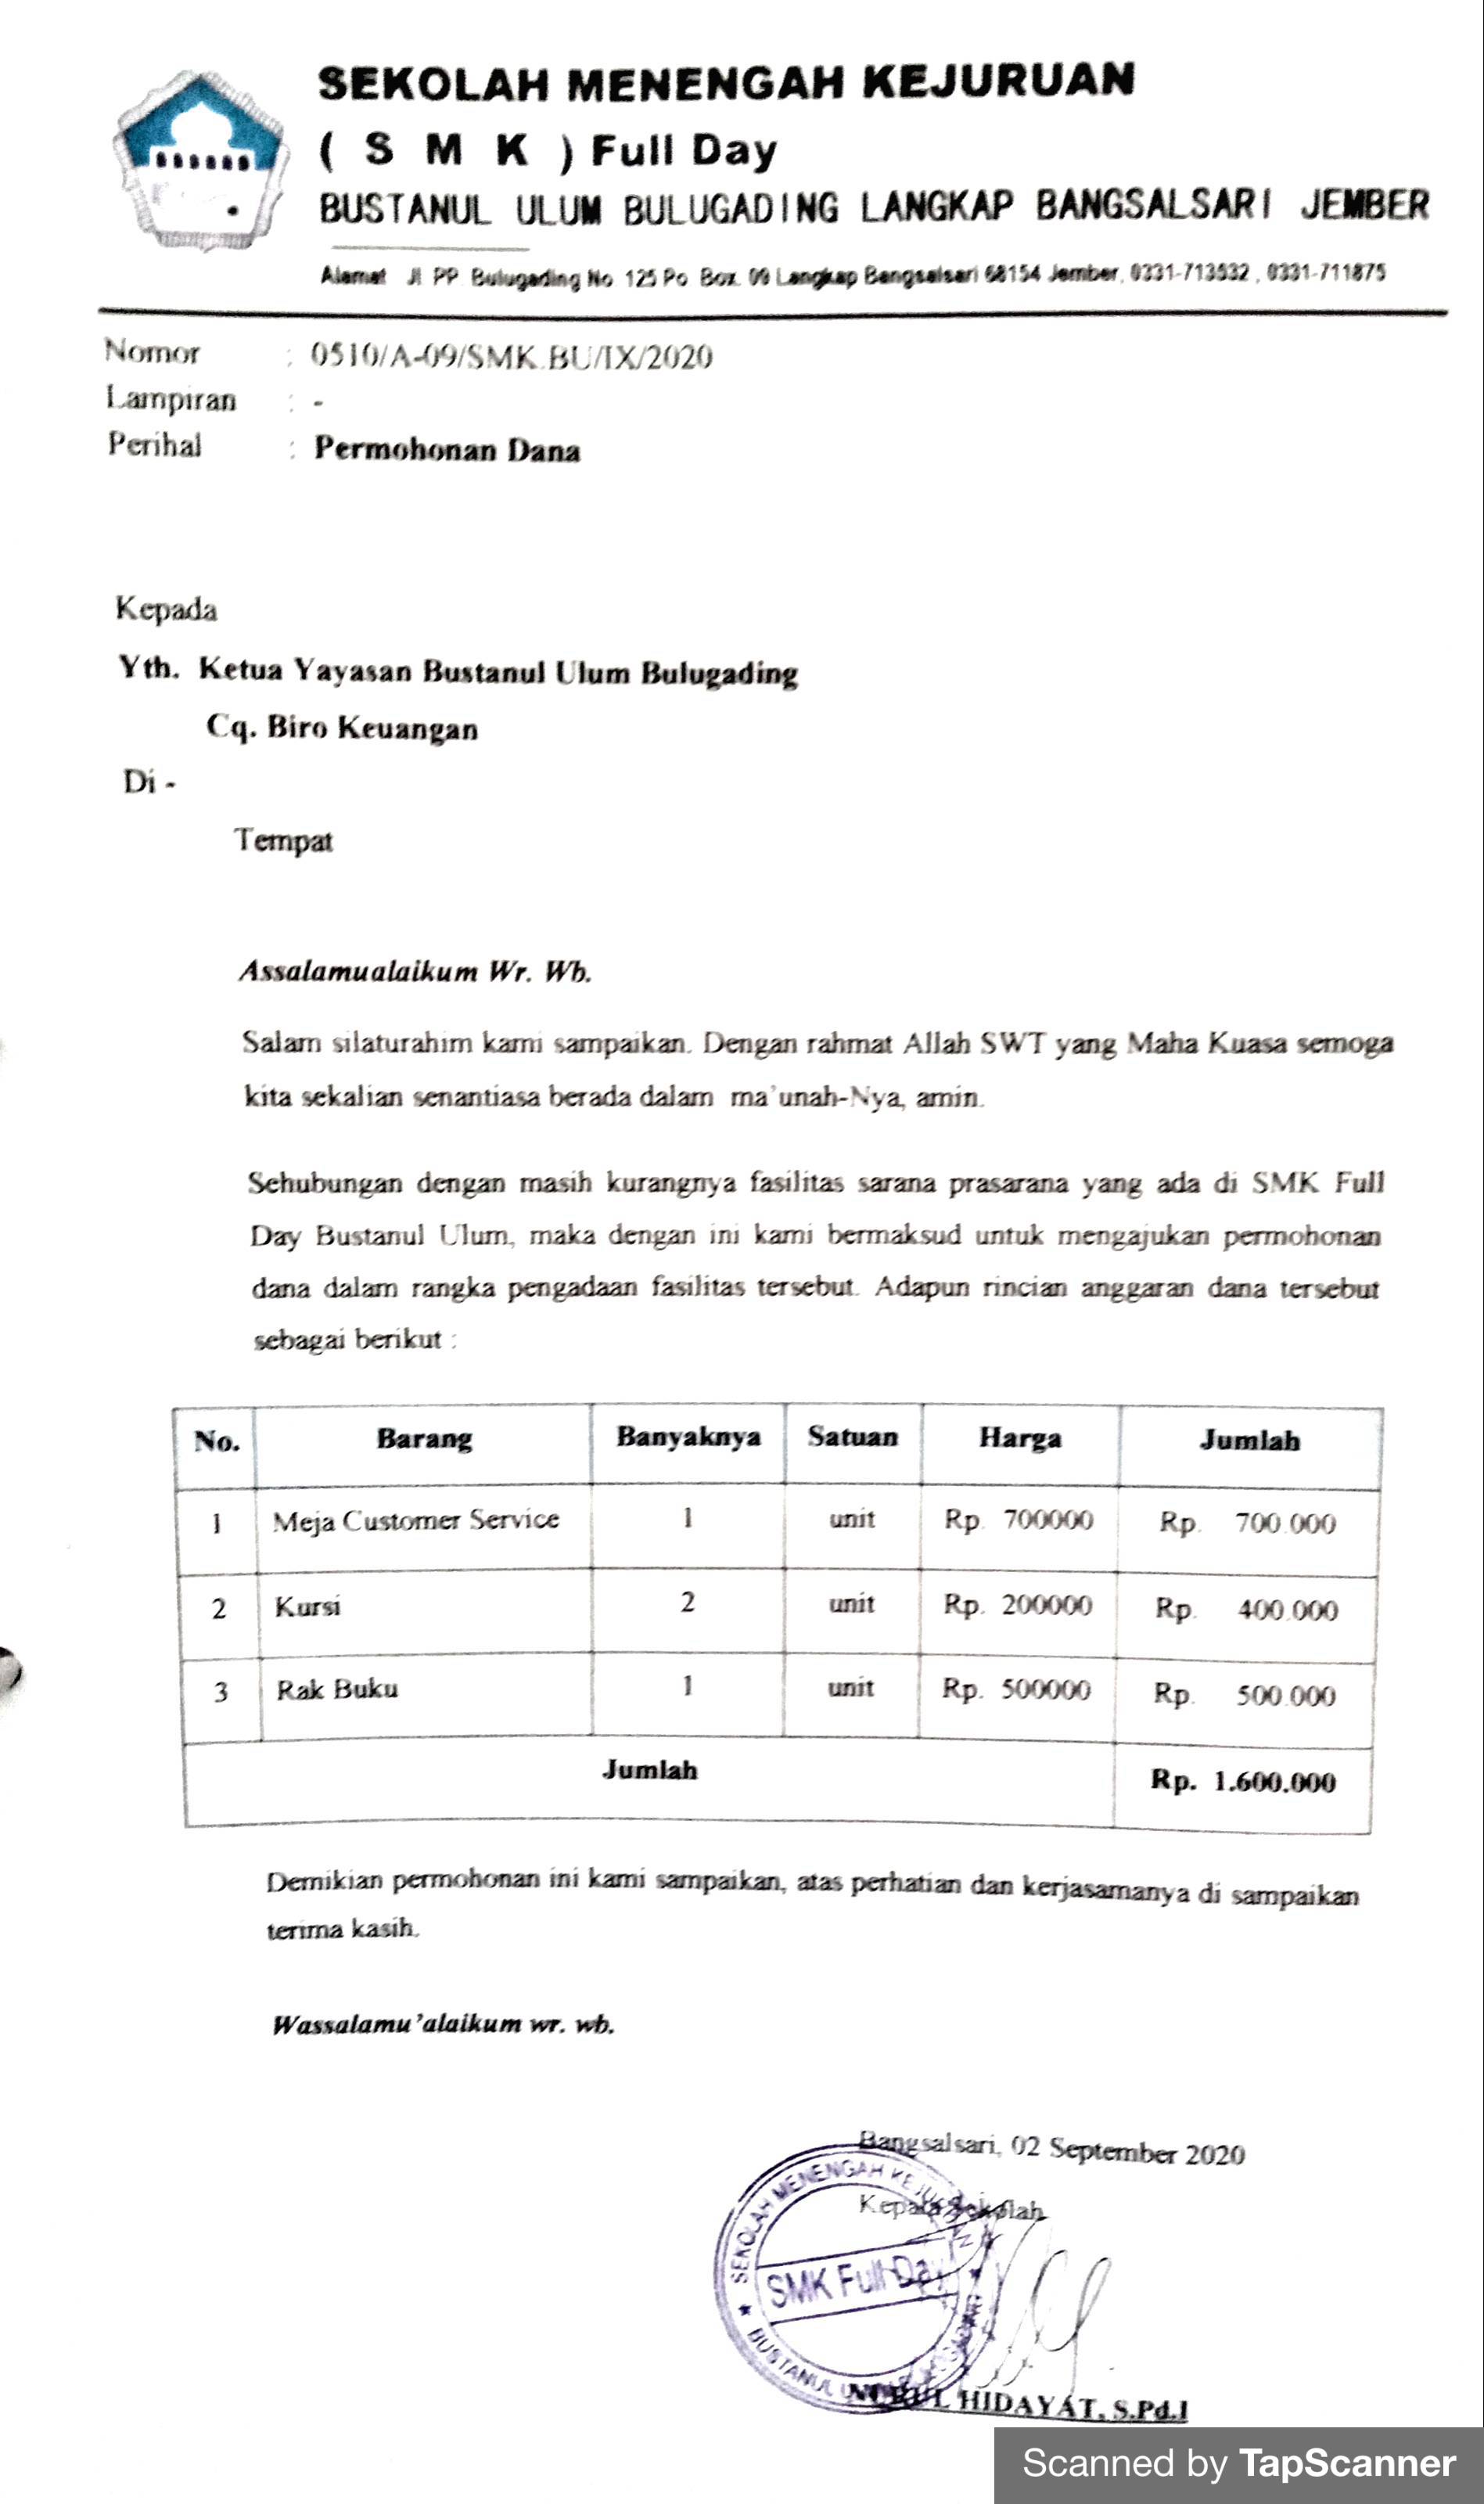 SEKOLAH MENENGAH KEJURUAN
( S M K ) Full Day
BUSTANUL ULUM BULUGADING LANGKAP BANGSALSARI JEMBER
Alamat Jl PP Bulugading No 125 Po Box. 09 Langkap Bangsalsari 68154 Jember, 0331-713532 , 0331-711875
Nomor : 0510/A-09/SMK.BU/IX/2020
Lampiran : -
Perihal : Permohonan Dana
Kepada
Yth. Ketua Yayasan Bustanul Ulum Bulugading
Cq. Biro Keuangan
Di -
Tempat
Assalamualaikum Wr. Wb.
Salam silaturahim kami sampaikan. Dengan rahmat Allah SWT yang Maha Kuasa semoga
kita sekalian senantiasa berada dalam ma'unah-Nya, amin.
Sehubungan dengan masih kurangnya fasilitas sarana prasarana yang ada di SMK Full
Day Bustanul Ulum, maka dengan ini kami bermaksud untuk mengajukan permohonan
dana dalam rangka pengadaan fasilitas tersebut. Adapun rincian anggaran dana tersebut
sebagai berikut :
No. Barang Banyaknya Satuan Harga Jumlah
1 Meja Customer Service 1 unit Rp. 700000 Rp. 700.000
2 Kursi 2 unit Rp. 200000 Rp. 400.000
3 Rak Buku 1 unit Rp. 500000 Rp. 500.000
Jumlah Rp. 1.600.000
Demikian permohonan ini kami sampaikan, atas perhatian dan kerjasamanya di sampaikan
terima kasih.
Wassalamu'alaikum wr. wb.
Bangsalsari, 02 September 2020
Kepala Sekolah
SEKOLAH MENENGAH KEJURUAN
SMK Full Day
BUSTANUL ULUM BULUGADING
NURUL HIDAYAT, S.Pd.I
Scanned by TapScanner